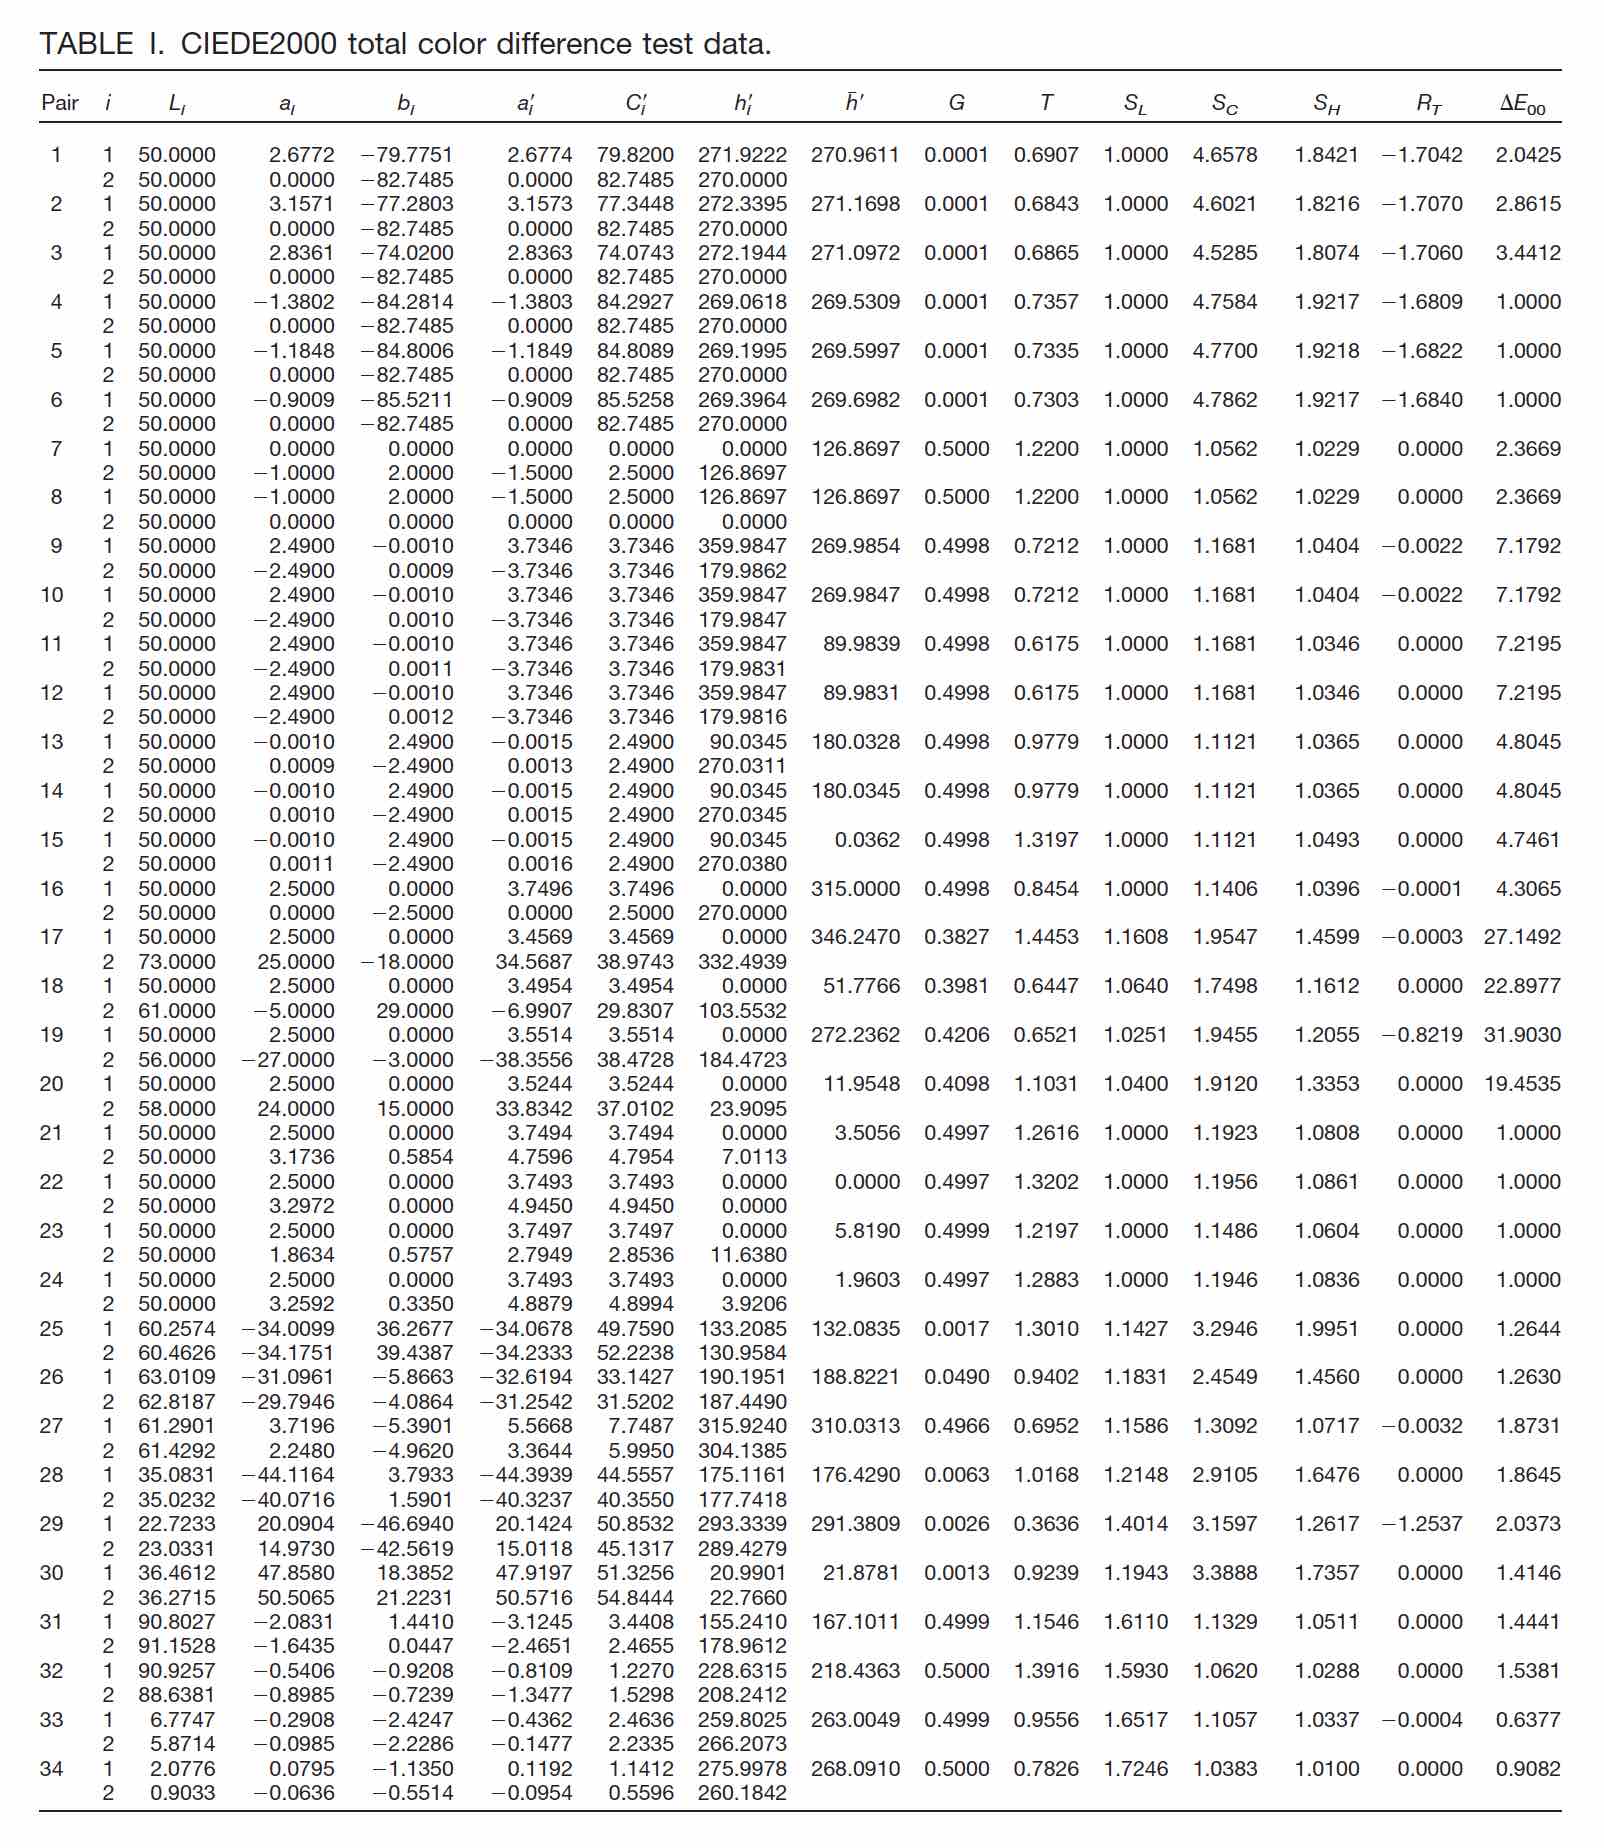 TABLE I. CIEDE2000 total color difference test data.
Pair i L_i a_i b_i a′_i C′_i h′_i h̄′ G T S_L S_C S_H R_T ΔE_00
1 1 50.0000 2.6772 −79.7751 2.6774 79.8200 271.9222 270.9611 0.0001 0.6907 1.0000 4.6578 1.8421 −1.7042 2.0425
2 50.0000 0.0000 −82.7485 0.0000 82.7485 270.0000
2 1 50.0000 3.1571 −77.2803 3.1573 77.3448 272.3395 271.1698 0.0001 0.6843 1.0000 4.6021 1.8216 −1.7070 2.8615
2 50.0000 0.0000 −82.7485 0.0000 82.7485 270.0000
3 1 50.0000 2.8361 −74.0200 2.8363 74.0743 272.1944 271.0972 0.0001 0.6865 1.0000 4.5285 1.8074 −1.7060 3.4412
2 50.0000 0.0000 −82.7485 0.0000 82.7485 270.0000
4 1 50.0000 −1.3802 −84.2814 −1.3803 84.2927 269.0618 269.5309 0.0001 0.7357 1.0000 4.7584 1.9217 −1.6809 1.0000
2 50.0000 0.0000 −82.7485 0.0000 82.7485 270.0000
5 1 50.0000 −1.1848 −84.8006 −1.1849 84.8089 269.1995 269.5997 0.0001 0.7335 1.0000 4.7700 1.9218 −1.6822 1.0000
2 50.0000 0.0000 −82.7485 0.0000 82.7485 270.0000
6 1 50.0000 −0.9009 −85.5211 −0.9009 85.5258 269.3964 269.6982 0.0001 0.7303 1.0000 4.7862 1.9217 −1.6840 1.0000
2 50.0000 0.0000 −82.7485 0.0000 82.7485 270.0000
7 1 50.0000 0.0000 0.0000 0.0000 0.0000 0.0000 126.8697 0.5000 1.2200 1.0000 1.0562 1.0229 0.0000 2.3669
2 50.0000 −1.0000 2.0000 −1.5000 2.5000 126.8697
8 1 50.0000 −1.0000 2.0000 −1.5000 2.5000 126.8697 126.8697 0.5000 1.2200 1.0000 1.0562 1.0229 0.0000 2.3669
2 50.0000 0.0000 0.0000 0.0000 0.0000 0.0000
9 1 50.0000 2.4900 −0.0010 3.7346 3.7346 359.9847 269.9854 0.4998 0.7212 1.0000 1.1681 1.0404 −0.0022 7.1792
2 50.0000 −2.4900 0.0009 −3.7346 3.7346 179.9862
10 1 50.0000 2.4900 −0.0010 3.7346 3.7346 359.9847 269.9847 0.4998 0.7212 1.0000 1.1681 1.0404 −0.0022 7.1792
2 50.0000 −2.4900 0.0010 −3.7346 3.7346 179.9847
11 1 50.0000 2.4900 −0.0010 3.7346 3.7346 359.9847 89.9839 0.4998 0.6175 1.0000 1.1681 1.0346 0.0000 7.2195
2 50.0000 −2.4900 0.0011 −3.7346 3.7346 179.9831
12 1 50.0000 2.4900 −0.0010 3.7346 3.7346 359.9847 89.9831 0.4998 0.6175 1.0000 1.1681 1.0346 0.0000 7.2195
2 50.0000 −2.4900 0.0012 −3.7346 3.7346 179.9816
13 1 50.0000 −0.0010 2.4900 −0.0015 2.4900 90.0345 180.0328 0.4998 0.9779 1.0000 1.1121 1.0365 0.0000 4.8045
2 50.0000 0.0009 −2.4900 0.0013 2.4900 270.0311
14 1 50.0000 −0.0010 2.4900 −0.0015 2.4900 90.0345 180.0345 0.4998 0.9779 1.0000 1.1121 1.0365 0.0000 4.8045
2 50.0000 0.0010 −2.4900 0.0015 2.4900 270.0345
15 1 50.0000 −0.0010 2.4900 −0.0015 2.4900 90.0345 0.0362 0.4998 1.3197 1.0000 1.1121 1.0493 0.0000 4.7461
2 50.0000 0.0011 −2.4900 0.0016 2.4900 270.0380
16 1 50.0000 2.5000 0.0000 3.7496 3.7496 0.0000 315.0000 0.4998 0.8454 1.0000 1.1406 1.0396 −0.0001 4.3065
2 50.0000 0.0000 −2.5000 0.0000 2.5000 270.0000
17 1 50.0000 2.5000 0.0000 3.4569 3.4569 0.0000 346.2470 0.3827 1.4453 1.1608 1.9547 1.4599 −0.0003 27.1492
2 73.0000 25.0000 −18.0000 34.5687 38.9743 332.4939
18 1 50.0000 2.5000 0.0000 3.4954 3.4954 0.0000 51.7766 0.3981 0.6447 1.0640 1.7498 1.1612 0.0000 22.8977
2 61.0000 −5.0000 29.0000 −6.9907 29.8307 103.5532
19 1 50.0000 2.5000 0.0000 3.5514 3.5514 0.0000 272.2362 0.4206 0.6521 1.0251 1.9455 1.2055 −0.8219 31.9030
2 56.0000 −27.0000 −3.0000 −38.3556 38.4728 184.4723
20 1 50.0000 2.5000 0.0000 3.5244 3.5244 0.0000 11.9548 0.4098 1.1031 1.0400 1.9120 1.3353 0.0000 19.4535
2 58.0000 24.0000 15.0000 33.8342 37.0102 23.9095
21 1 50.0000 2.5000 0.0000 3.7494 3.7494 0.0000 3.5056 0.4997 1.2616 1.0000 1.1923 1.0808 0.0000 1.0000
2 50.0000 3.1736 0.5854 4.7596 4.7954 7.0113
22 1 50.0000 2.5000 0.0000 3.7493 3.7493 0.0000 0.0000 0.4997 1.3202 1.0000 1.1956 1.0861 0.0000 1.0000
2 50.0000 3.2972 0.0000 4.9450 4.9450 0.0000
23 1 50.0000 2.5000 0.0000 3.7497 3.7497 0.0000 5.8190 0.4999 1.2197 1.0000 1.1486 1.0604 0.0000 1.0000
2 50.0000 1.8634 0.5757 2.7949 2.8536 11.6380
24 1 50.0000 2.5000 0.0000 3.7493 3.7493 0.0000 1.9603 0.4997 1.2883 1.0000 1.1946 1.0836 0.0000 1.0000
2 50.0000 3.2592 0.3350 4.8879 4.8994 3.9206
25 1 60.2574 −34.0099 36.2677 −34.0678 49.7590 133.2085 132.0835 0.0017 1.3010 1.1427 3.2946 1.9951 0.0000 1.2644
2 60.4626 −34.1751 39.4387 −34.2333 52.2238 130.9584
26 1 63.0109 −31.0961 −5.8663 −32.6194 33.1427 190.1951 188.8221 0.0490 0.9402 1.1831 2.4549 1.4560 0.0000 1.2630
2 62.8187 −29.7946 −4.0864 −31.2542 31.5202 187.4490
27 1 61.2901 3.7196 −5.3901 5.5668 7.7487 315.9240 310.0313 0.4966 0.6952 1.1586 1.3092 1.0717 −0.0032 1.8731
2 61.4292 2.2480 −4.9620 3.3644 5.9950 304.1385
28 1 35.0831 −44.1164 3.7933 −44.3939 44.5557 175.1161 176.4290 0.0063 1.0168 1.2148 2.9105 1.6476 0.0000 1.8645
2 35.0232 −40.0716 1.5901 −40.3237 40.3550 177.7418
29 1 22.7233 20.0904 −46.6940 20.1424 50.8532 293.3339 291.3809 0.0026 0.3636 1.4014 3.1597 1.2617 −1.2537 2.0373
2 23.0331 14.9730 −42.5619 15.0118 45.1317 289.4279
30 1 36.4612 47.8580 18.3852 47.9197 51.3256 20.9901 21.8781 0.0013 0.9239 1.1943 3.3888 1.7357 0.0000 1.4146
2 36.2715 50.5065 21.2231 50.5716 54.8444 22.7660
31 1 90.8027 −2.0831 1.4410 −3.1245 3.4408 155.2410 167.1011 0.4999 1.1546 1.6110 1.1329 1.0511 0.0000 1.4441
2 91.1528 −1.6435 0.0447 −2.4651 2.4655 178.9612
32 1 90.9257 −0.5406 −0.9208 −0.8109 1.2270 228.6315 218.4363 0.5000 1.3916 1.5930 1.0620 1.0288 0.0000 1.5381
2 88.6381 −0.8985 −0.7239 −1.3477 1.5298 208.2412
33 1 6.7747 −0.2908 −2.4247 −0.4362 2.4636 259.8025 263.0049 0.4999 0.9556 1.6517 1.1057 1.0337 −0.0004 0.6377
2 5.8714 −0.0985 −2.2286 −0.1477 2.2335 266.2073
34 1 2.0776 0.0795 −1.1350 0.1192 1.1412 275.9978 268.0910 0.5000 0.7826 1.7246 1.0383 1.0100 0.0000 0.9082
2 0.9033 −0.0636 −0.5514 −0.0954 0.5596 260.1842